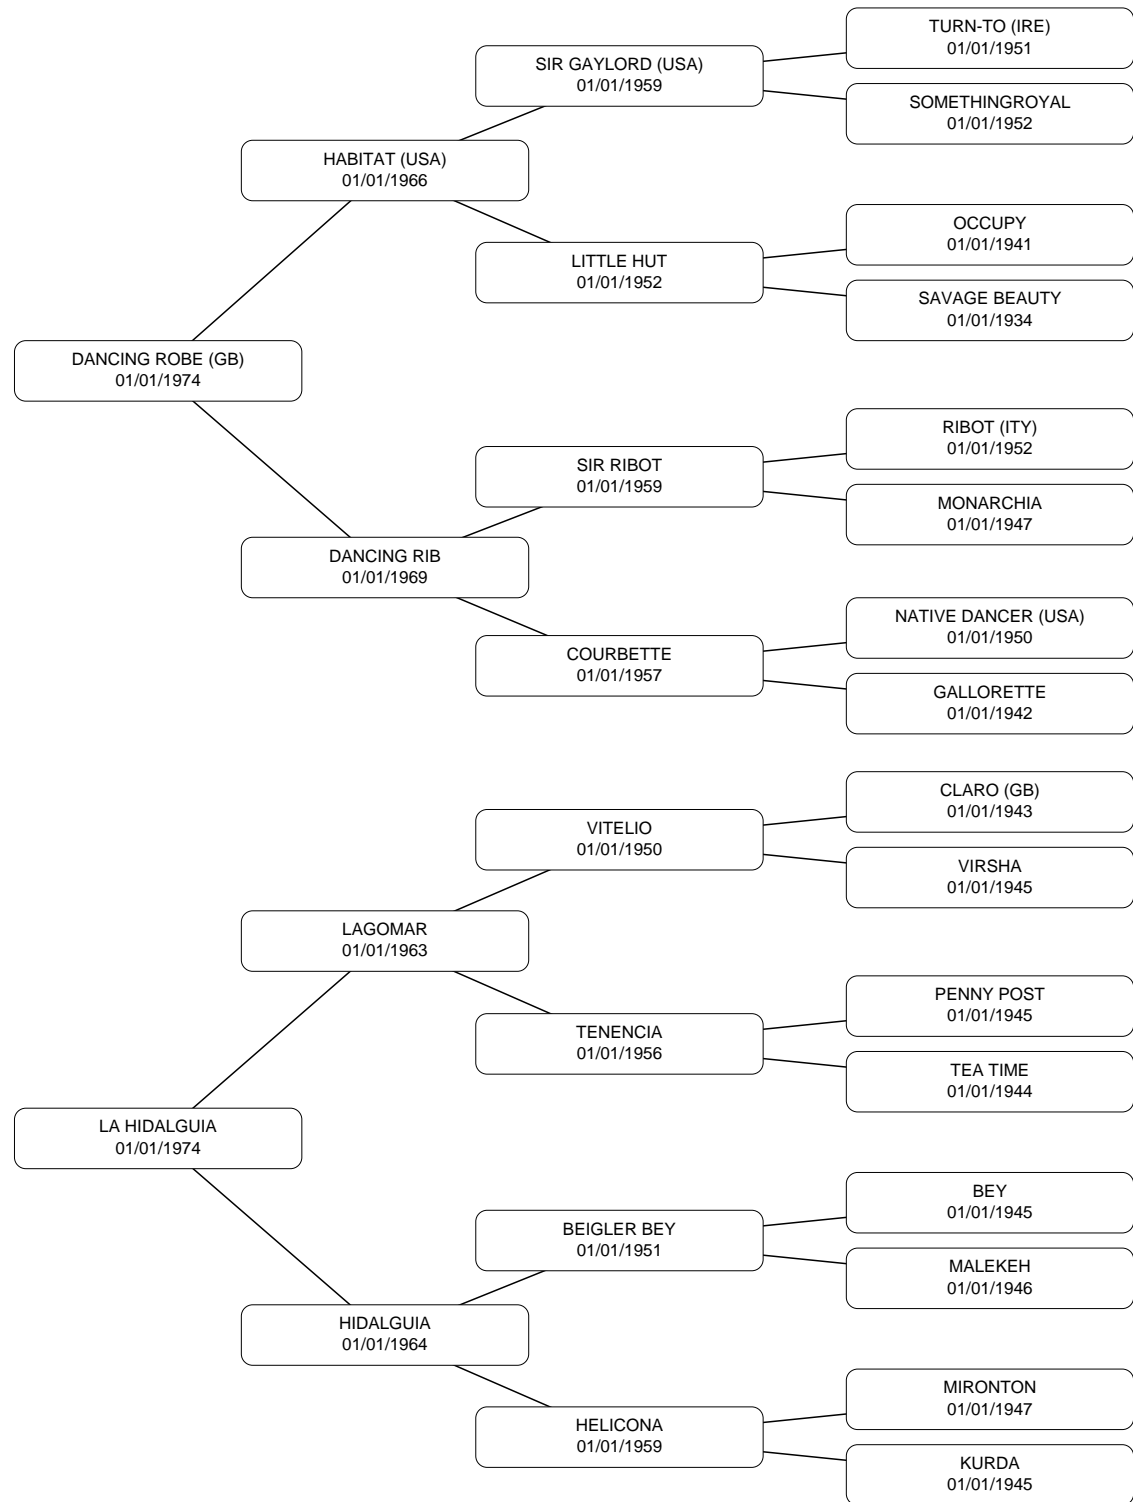 TURN-TO (IRE)
01/01/1951
SIR GAYLORD (USA)
01/01/1959
SOMETHINGROYAL
01/01/1952
HABITAT (USA)
01/01/1966
OCCUPY
01/01/1941
LITTLE HUT
01/01/1952
SAVAGE BEAUTY
01/01/1934
DANCING ROBE (GB)
01/01/1974
RIBOT (ITY)
01/01/1952
SIR RIBOT
01/01/1959
MONARCHIA
01/01/1947
DANCING RIB
01/01/1969
NATIVE DANCER (USA)
01/01/1950
COURBETTE
01/01/1957
GALLORETTE
01/01/1942
CLARO (GB)
01/01/1943
VITELIO
01/01/1950
VIRSHA
01/01/1945
LAGOMAR
01/01/1963
PENNY POST
01/01/1945
TENENCIA
01/01/1956
TEA TIME
01/01/1944
LA HIDALGUIA
01/01/1974
BEY
01/01/1945
BEIGLER BEY
01/01/1951
MALEKEH
01/01/1946
HIDALGUIA
01/01/1964
MIRONTON
01/01/1947
HELICONA
01/01/1959
KURDA
01/01/1945